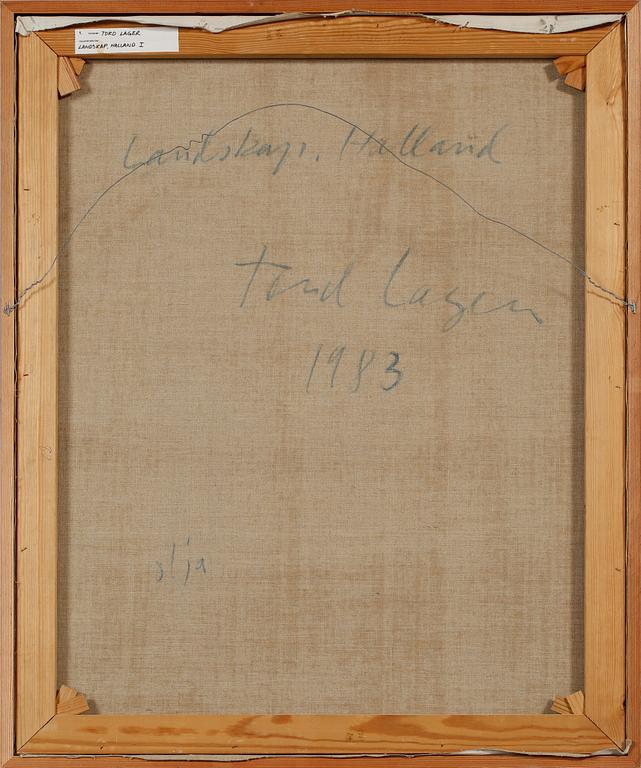 TORD LAGER
LANDSKAP, HALLAND I
Landskap, Halland
Tord Lager
1983
olja